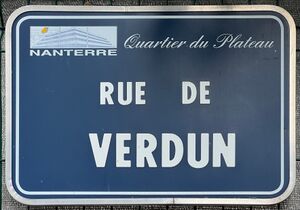 NANTERRE
Quartier du Plateau
RUE DE
VERDUN